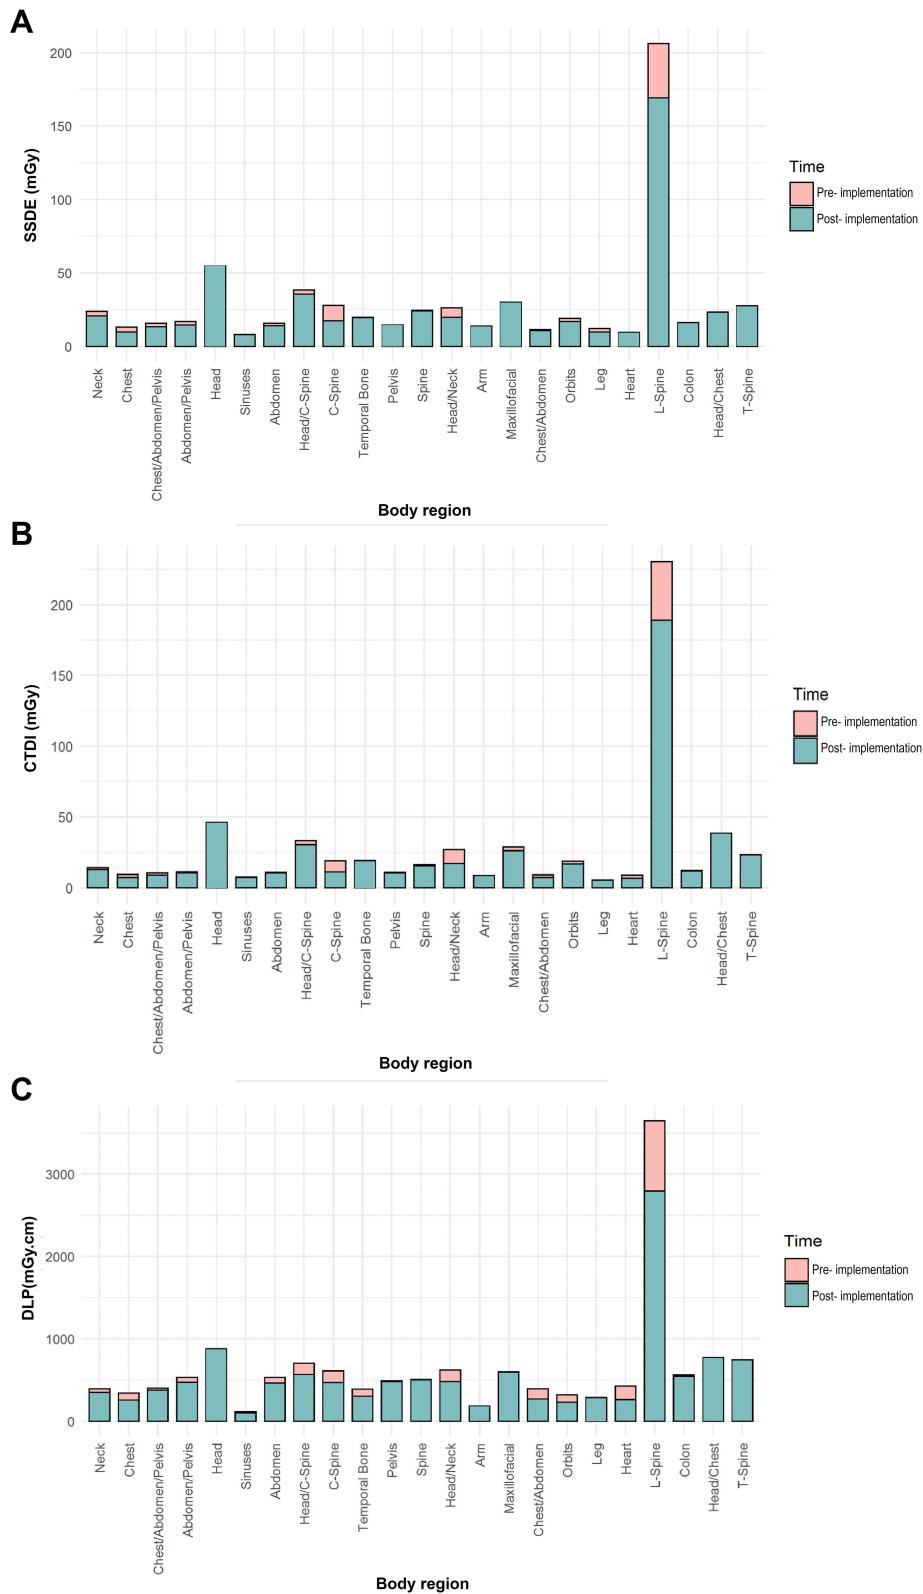 A
SSDE (mGy)
200
150
100
50
0
Neck
Chest
Chest/Abdomen/Pelvis
Abdomen/Pelvis
Head
Sinuses
Abdomen
Head/C-Spine
C-Spine
Temporal Bone
Pelvis
Spine
Head/Neck
Arm
Maxillofacial
Chest/Abdomen
Orbits
Leg
Heart
L-Spine
Colon
Head/Chest
T-Spine
Body region
Time
Pre- implementation
Post- implementation
B
CTDI (mGy)
200
150
100
50
0
Neck
Chest
Chest/Abdomen/Pelvis
Abdomen/Pelvis
Head
Sinuses
Abdomen
Head/C-Spine
C-Spine
Temporal Bone
Pelvis
Spine
Head/Neck
Arm
Maxillofacial
Chest/Abdomen
Orbits
Leg
Heart
L-Spine
Colon
Head/Chest
T-Spine
Body region
Time
Pre- implementation
Post- implementation
C
DLP(mGy.cm)
3000
2000
1000
0
Neck
Chest
Chest/Abdomen/Pelvis
Abdomen/Pelvis
Head
Sinuses
Abdomen
Head/C-Spine
C-Spine
Temporal Bone
Pelvis
Spine
Head/Neck
Arm
Maxillofacial
Chest/Abdomen
Orbits
Leg
Heart
L-Spine
Colon
Head/Chest
T-Spine
Body region
Time
Pre- implementation
Post- implementation